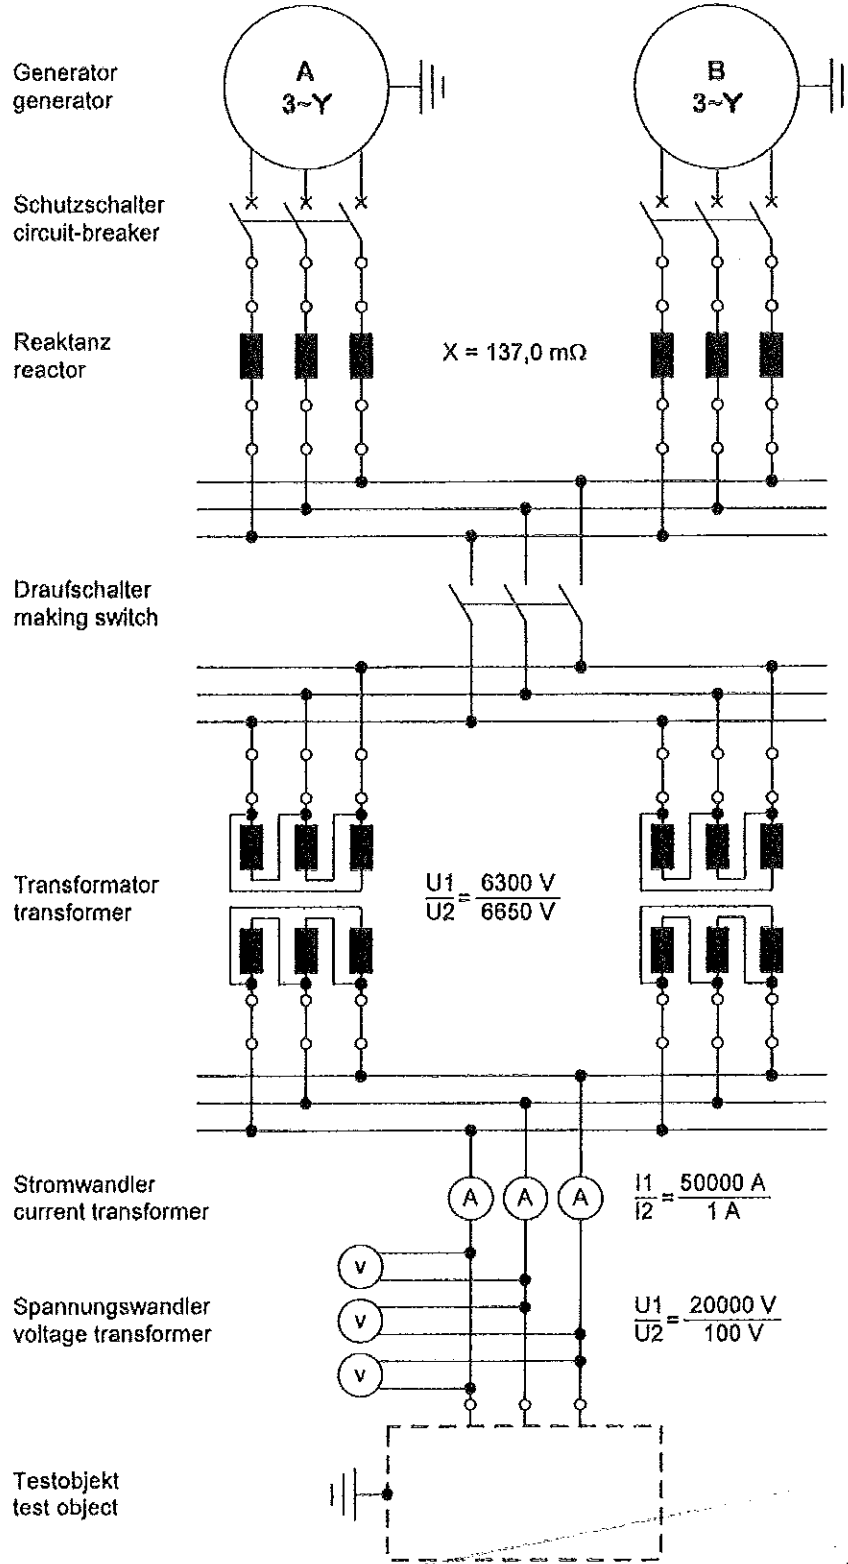 A
3~Y
B
3~Y
Generator
generator
Schutzschalter
circuit-breaker
Reaktanz
reactor
X = 137,0 mΩ
Draufschalter
making switch
Transformator
transformer
U1/U2 = 6300 V/6650 V
Stromwandler
current transformer
A A A
I1/I2 = 50000 A/1 A
V
Spannungswandler
voltage transformer
V
U1/U2 = 20000 V/100 V
V
Testobjekt
test object